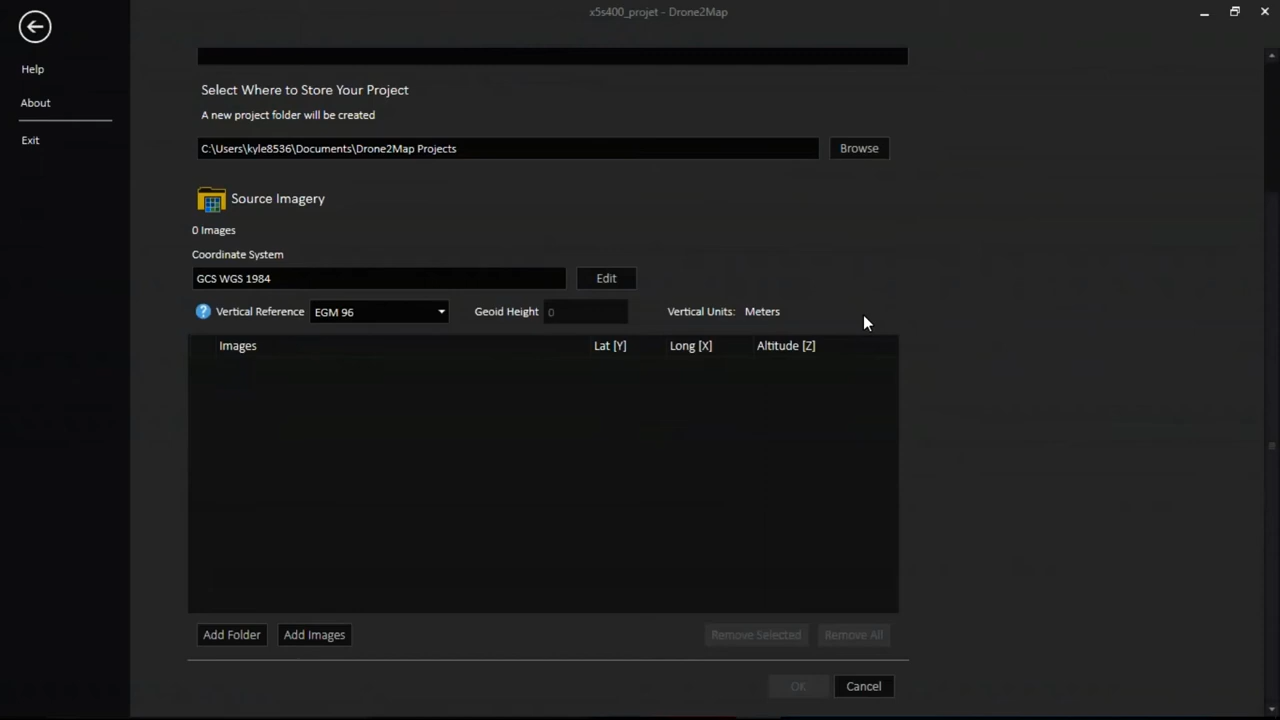 x5s400_projet - Drone2Map
Help
About
Exit
Select Where to Store Your Project
A new project folder will be created
C:\Users\kyle8536\Documents\Drone2Map Projects
Browse
Source Imagery
0 Images
Coordinate System
GCS WGS 1984
Edit
? Vertical Reference EGM 96 Geoid Height 0 Vertical Units: Meters
Images Lat [Y] Long [X] Altitude [Z]
Add Folder Add Images Remove Selected Remove All
OK Cancel